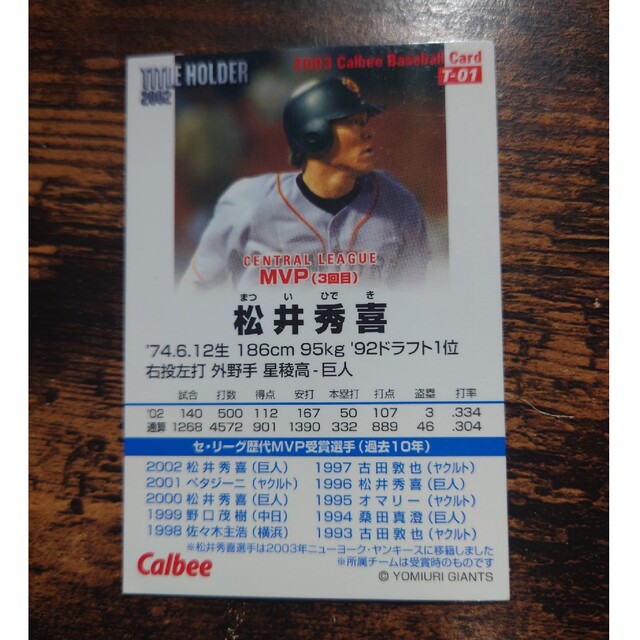 TITLE HOLDER
2002
2003 Calbee Baseball Card
T-01
CENTRAL LEAGUE
MVP(3回目)
まつ い ひで き
松井秀喜
'74.6.12生 186cm 95kg '92ドラフト1位
右投左打 外野手 星稜高-巨人
試合 打数 得点 安打 本塁打 打点 盗塁 打率
'02 140 500 112 167 50 107 3 .334
通算 1268 4572 901 1390 332 889 46 .304
セ・リーグ歴代MVP受賞選手(過去10年)
2002 松井秀喜(巨人) 1997 古田敦也(ヤクルト)
2001 ペタジーニ(ヤクルト) 1996 松井秀喜(巨人)
2000 松井秀喜(巨人) 1995 オマリー(ヤクルト)
1999 野口茂樹(中日) 1994 桑田真澄(巨人)
1998 佐々木主浩(横浜) 1993 古田敦也(ヤクルト)
※松井秀喜選手は2003年ニューヨーク・ヤンキースに移籍しました
※所属チームは受賞時のものです
Calbee
© YOMIURI GIANTS